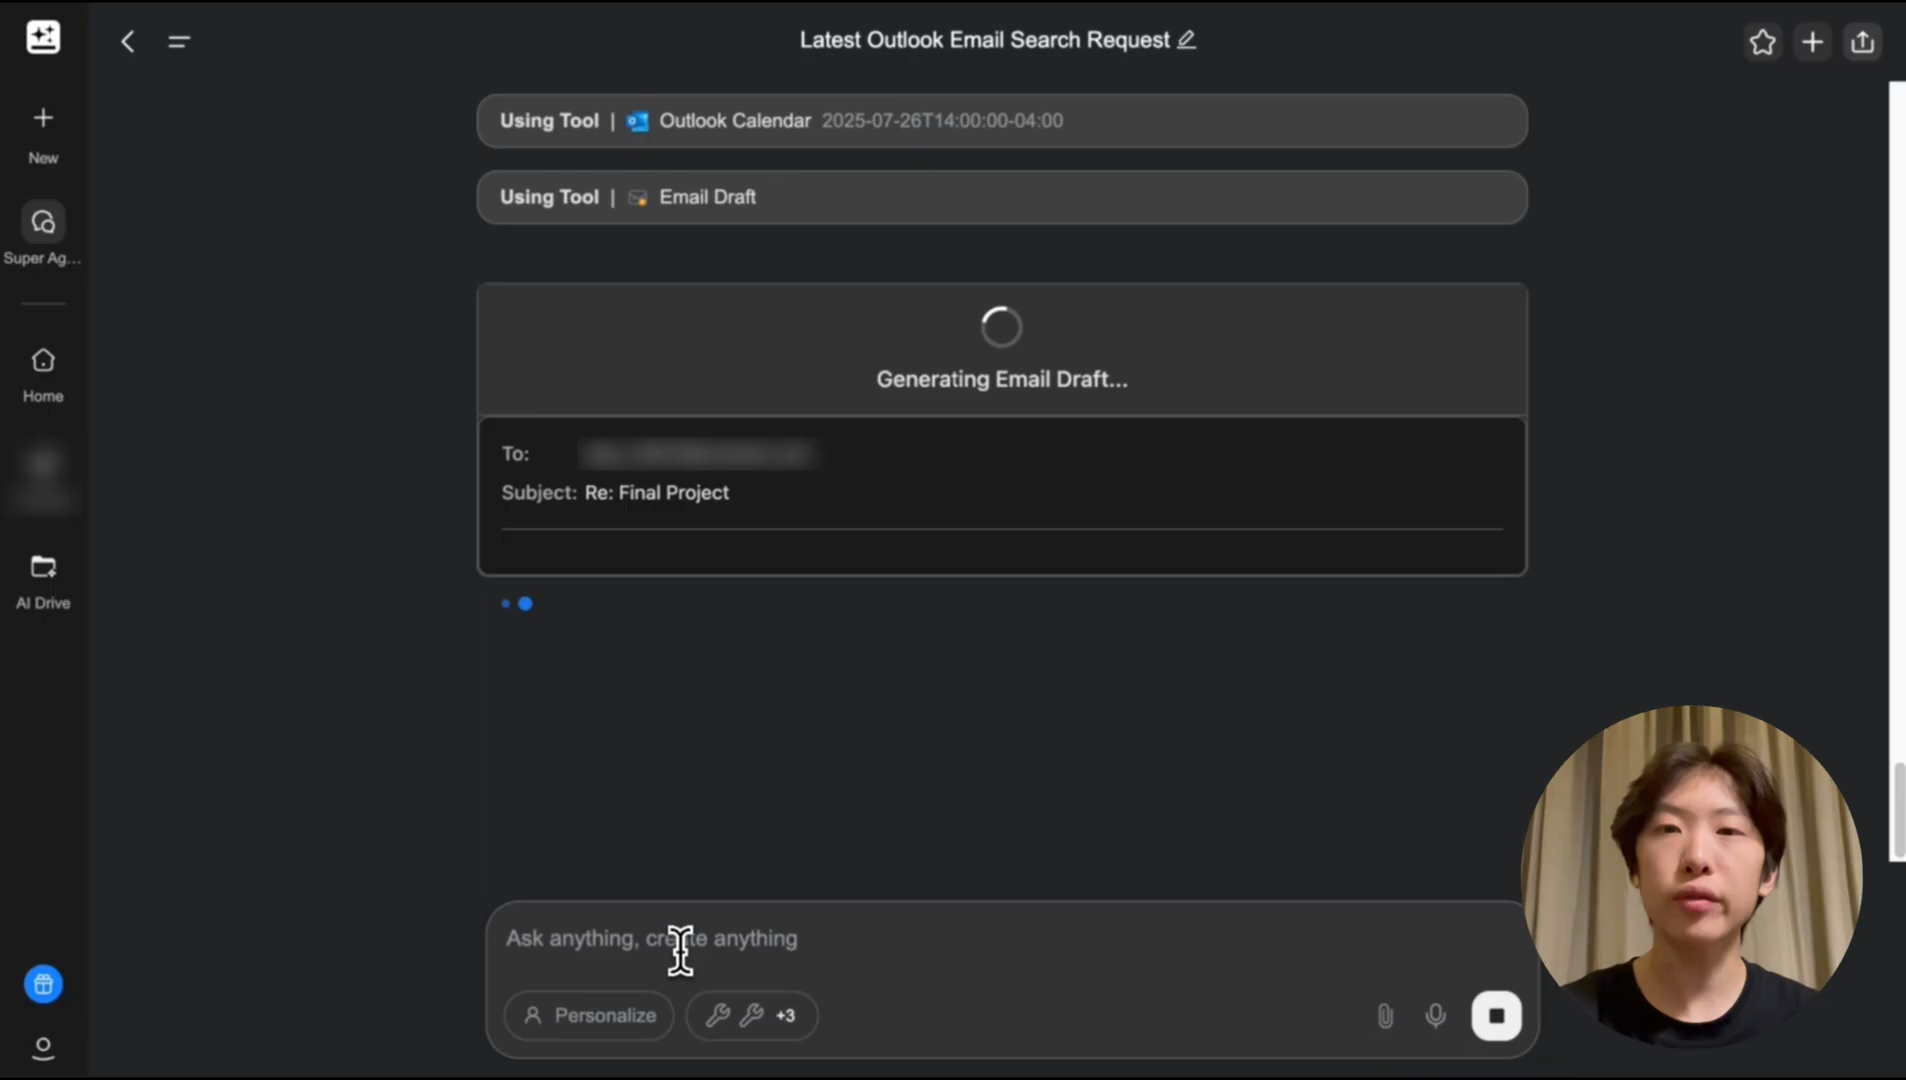 Latest Outlook Email Search Request
Using Tool | Outlook Calendar 2025-07-26T14:00:00-04:00
New
Using Tool | Email Draft
Super Ag...
Generating Email Draft...
Home
To:
Subject: Re: Final Project
AI Drive
Ask anything, create anything
Personalize
+3